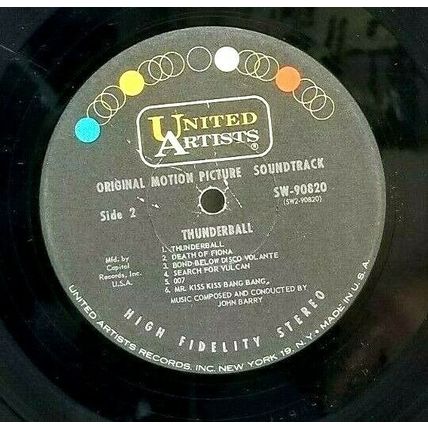 UNITED
ARTISTS®
ORIGINAL MOTION PICTURE SOUNDTRACK
SW-90820
(SW2-90820)
Side 2
THUNDERBALL
1. THUNDERBALL
2. DEATH OF FIONA
3. BOND BELOW DISCO VOLANTE
4. SEARCH FOR VULCAN
5. 007
6. MR. KISS KISS BANG BANG
MUSIC COMPOSED AND CONDUCTED BY
JOHN BARRY
Mfd. by
Capitol
Records, Inc.
U.S.A.
HIGH FIDELITY STEREO
UNITED ARTISTS RECORDS, INC. NEW YORK 19, N.Y. • MADE IN U.S.A.